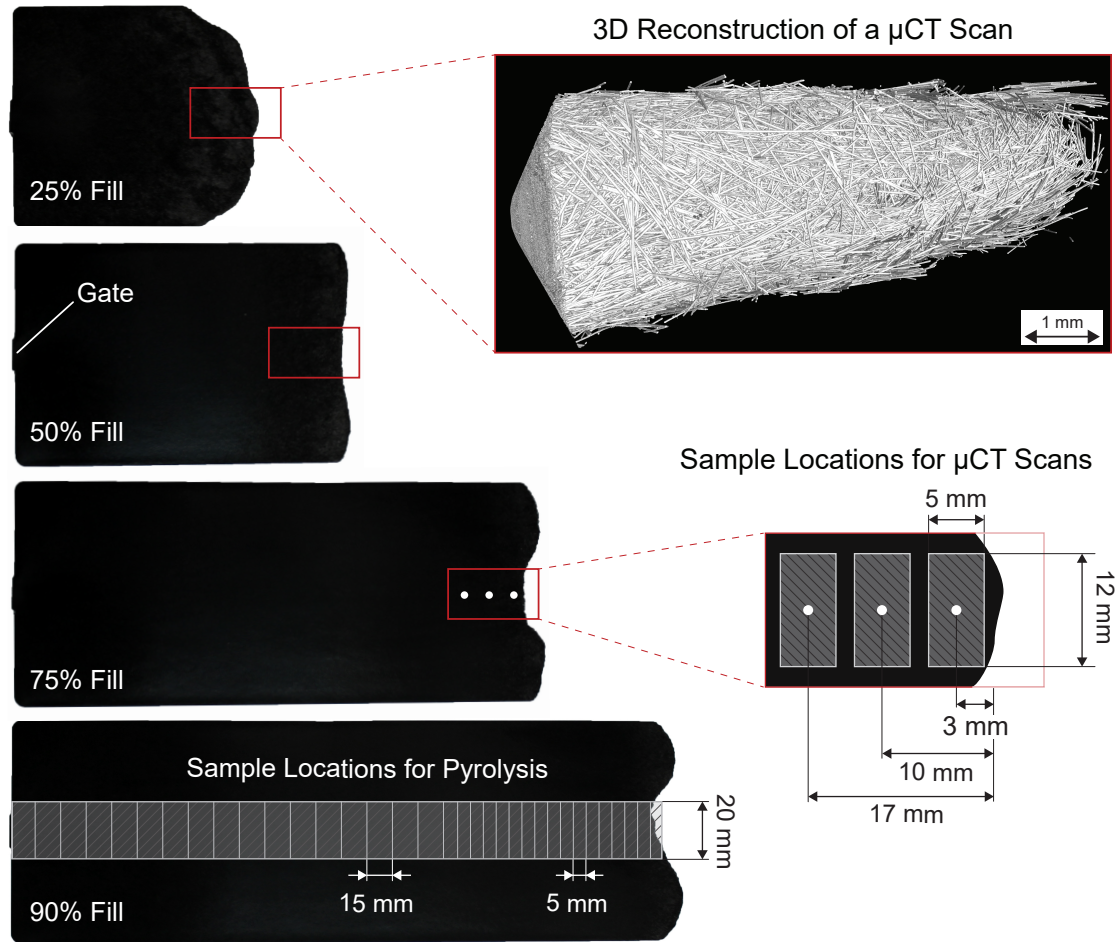 3D Reconstruction of a µCT Scan
25% Fill
1 mm
Gate
50% Fill
Sample Locations for µCT Scans
5 mm
12 mm
75% Fill
3 mm
10 mm
17 mm
Sample Locations for Pyrolysis
20 mm
15 mm
5 mm
90% Fill